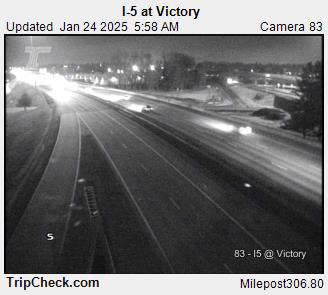 I-5 at Victory
Updated Jan 24 2025 5:58 AM Camera 83
83 - I5 @ Victory
TripCheck.com Milepost306.80